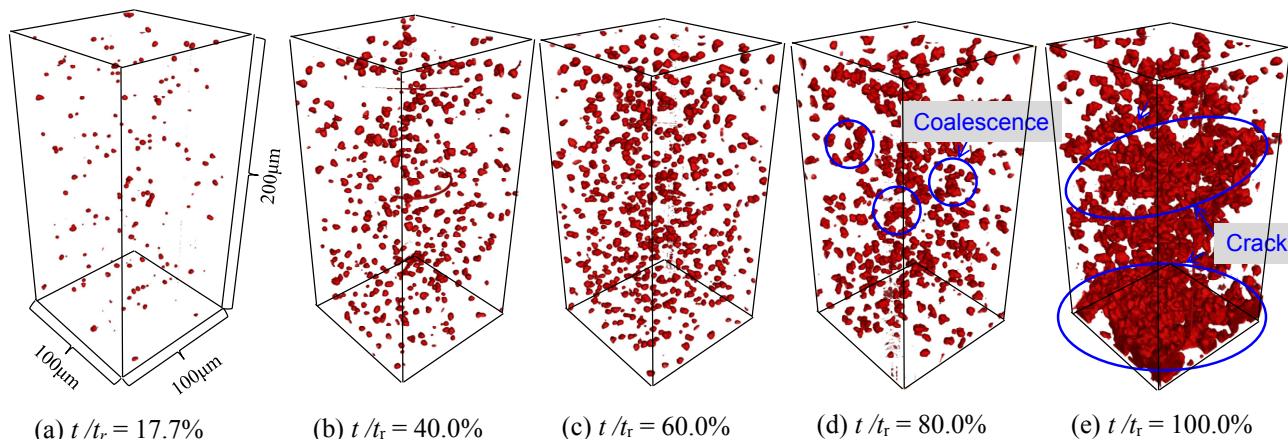 200μm
Coalescence
Crack
100μm
100μm
(a) t /tr = 17.7%
(b) t/tr = 40.0%
(c) t/tr = 60.0%
(d) t/tr = 80.0%
(e) t/tr = 100.0%